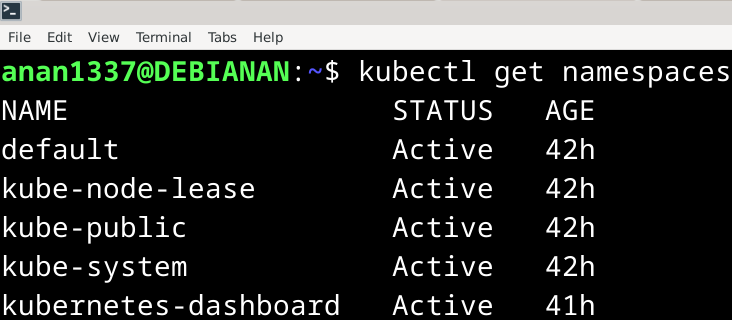 File Edit View Terminal Tabs Help
anan1337@DEBIANAN:~$ kubectl get namespaces
NAME STATUS AGE
default Active 42h
kube-node-lease Active 42h
kube-public Active 42h
kube-system Active 42h
kubernetes-dashboard Active 41h